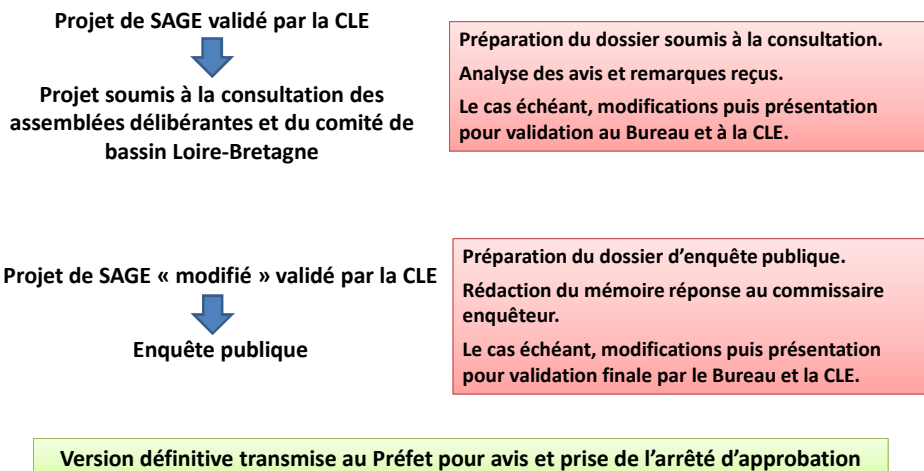 Projet de SAGE validé par la CLE
Projet soumis à la consultation des
assemblées délibérantes et du comité de
bassin Loire-Bretagne
Préparation du dossier soumis à la consultation.
Analyse des avis et remarques reçus.
Le cas échéant, modifications puis présentation
pour validation au Bureau et à la CLE.
Projet de SAGE « modifié » validé par la CLE
Enquête publique
Préparation du dossier d’enquête publique.
Rédaction du mémoire réponse au commissaire
enquêteur.
Le cas échéant, modifications puis présentation
pour validation finale par le Bureau et la CLE.
Version définitive transmise au Préfet pour avis et prise de l’arrêté d’approbation